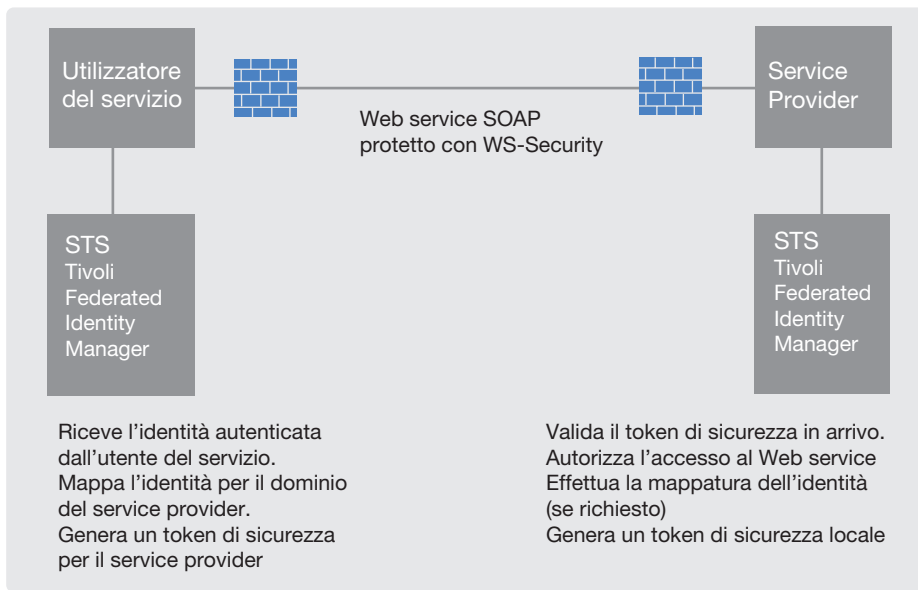 Utilizzatore
del servizio
Service
Provider
Web service SOAP
protetto con WS-Security
STS
Tivoli
Federated
Identity
Manager
STS
Tivoli
Federated
Identity
Manager
Riceve l’identità autenticata
dall’utente del servizio.
Mappa l’identità per il dominio
del service provider.
Genera un token di sicurezza
per il service provider
Valida il token di sicurezza in arrivo.
Autorizza l’accesso al Web service
Effettua la mappatura dell’identità
(se richiesto)
Genera un token di sicurezza locale